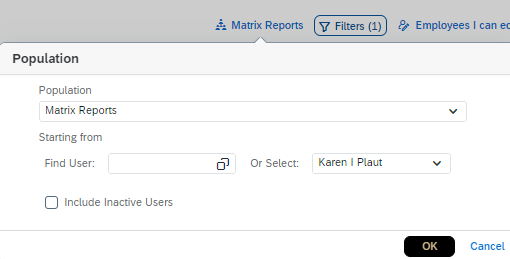 Matrix Reports Filters (1) Employees I can ed
Population
Population
Matrix Reports
Starting from
Find User: Or Select: Karen I Plaut
Include Inactive Users
OK Cancel